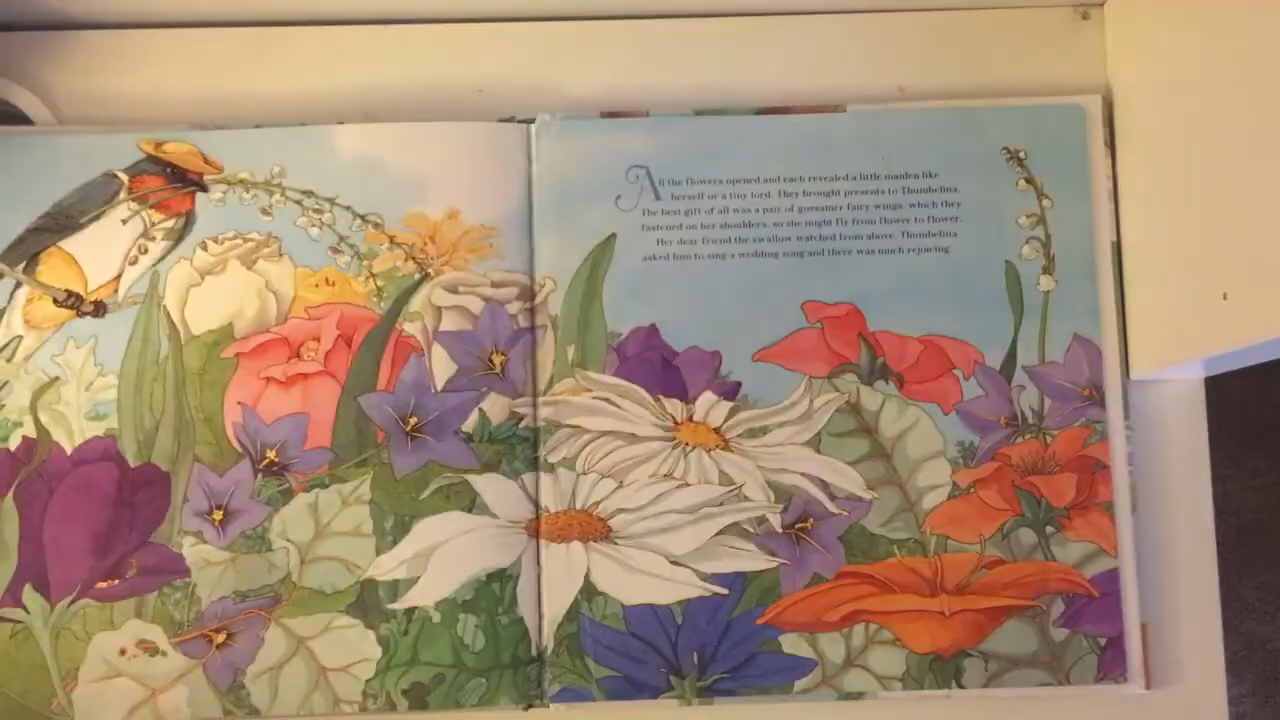 All the flowers opened and each revealed a little maiden like
herself or a tiny lord. They brought presents to Thumbelina.
The best gift of all was a pair of gossamer fairy wings, which they
fastened on her shoulders, so she might fly from flower to flower.
Her dear friend the swallow watched from above. Thumbelina
asked him to sing a wedding song and there was much rejoicing.